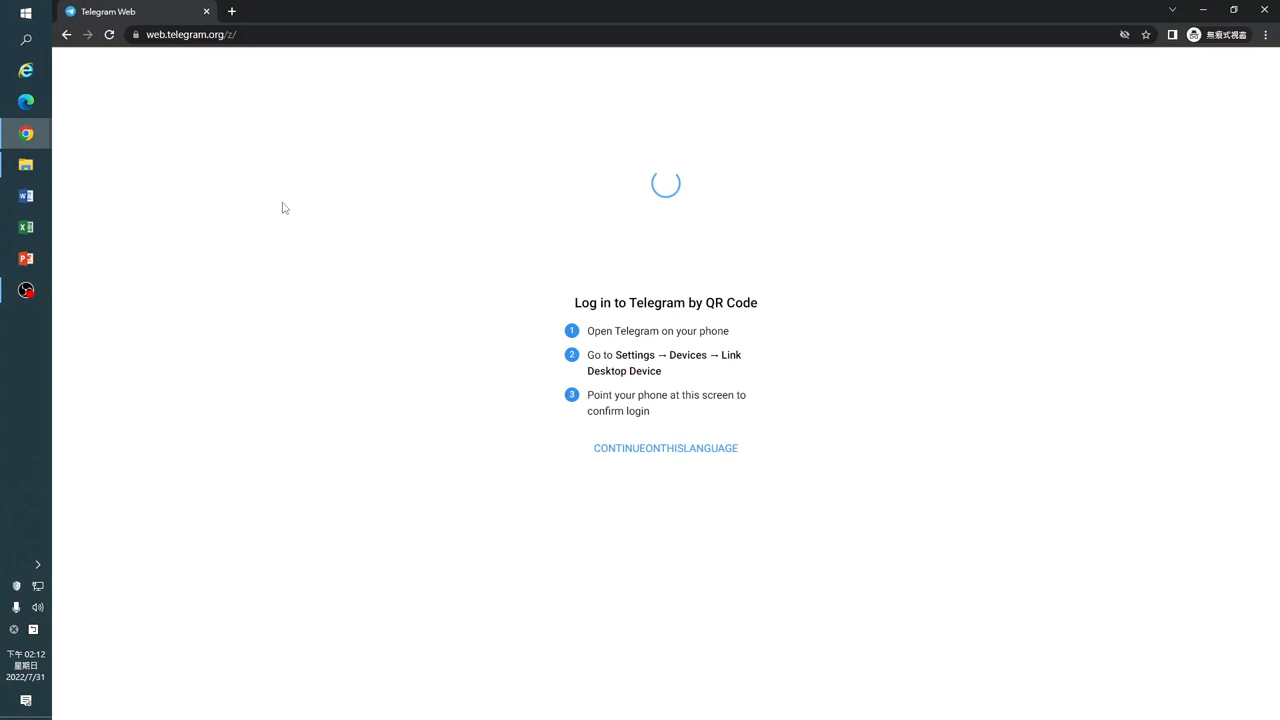 Telegram Web
web.telegram.org/z/
無痕式視窗
Log in to Telegram by QR Code
1 Open Telegram on your phone
2 Go to Settings → Devices → Link
Desktop Device
3 Point your phone at this screen to
confirm login
CONTINUEONTHISLANGUAGE
下午 02:12
星期日
2022/7/31